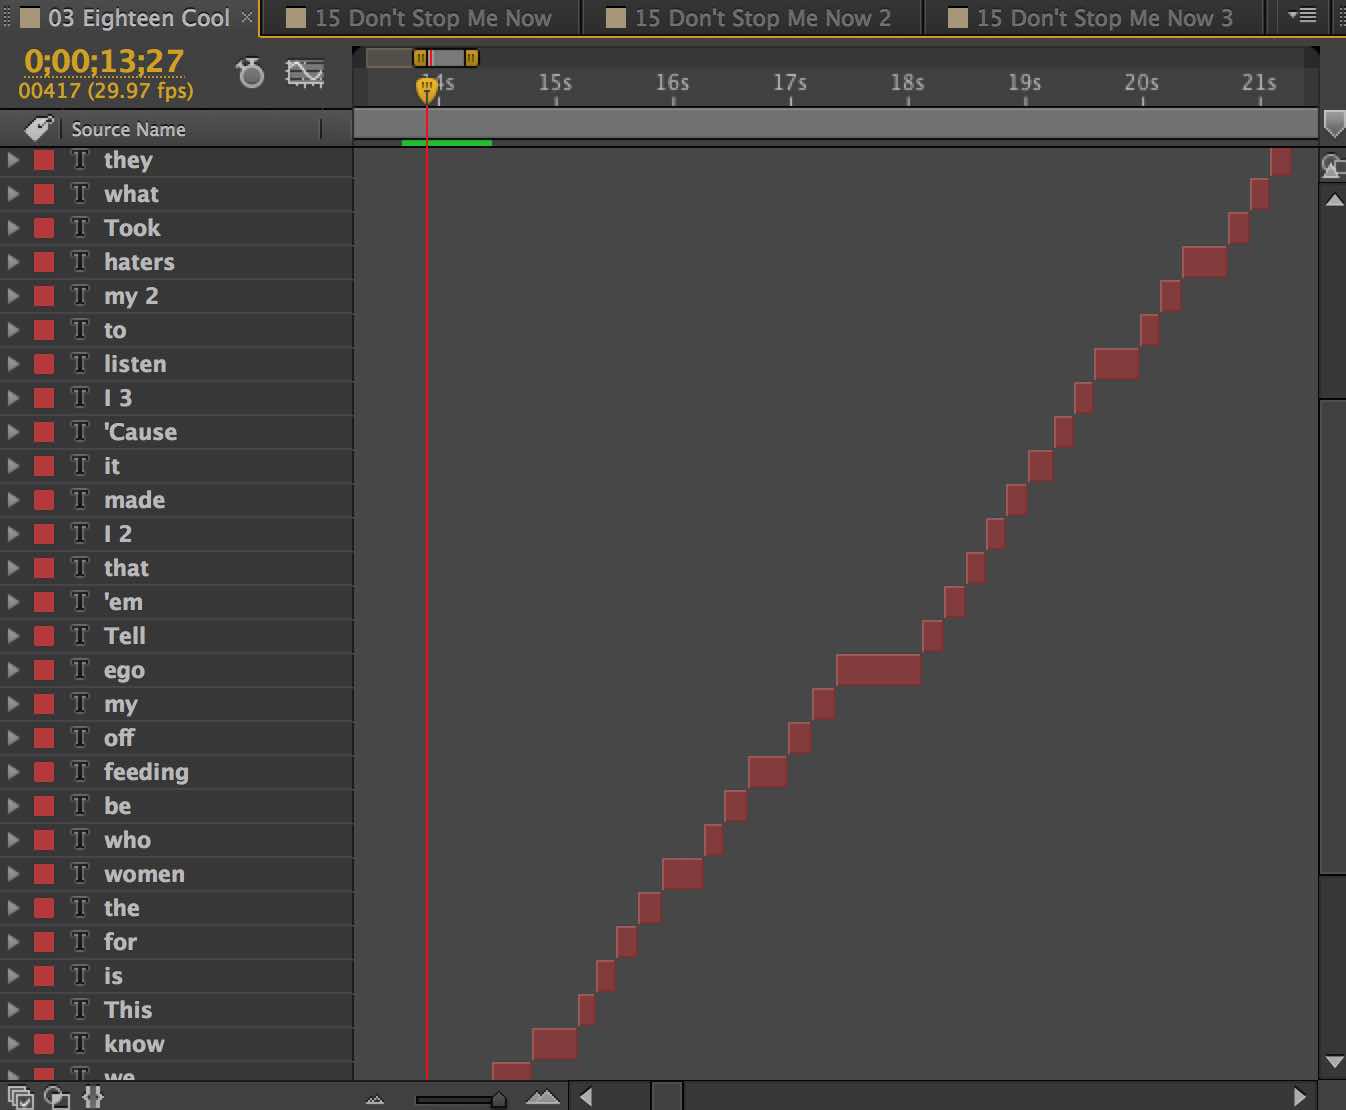 03 Eighteen Cool × 15 Don't Stop Me Now 15 Don't Stop Me Now 2 15 Don't Stop Me Now 3
0;00;13;27
00417 (29.97 fps)
14s 15s 16s 17s 18s 19s 20s 21s
Source Name
T they
T what
T Took
T haters
T my 2
T to
T listen
T I 3
T 'Cause
T it
T made
T I 2
T that
T 'em
T Tell
T ego
T my
T off
T feeding
T be
T who
T women
T the
T for
T is
T This
T know
T we